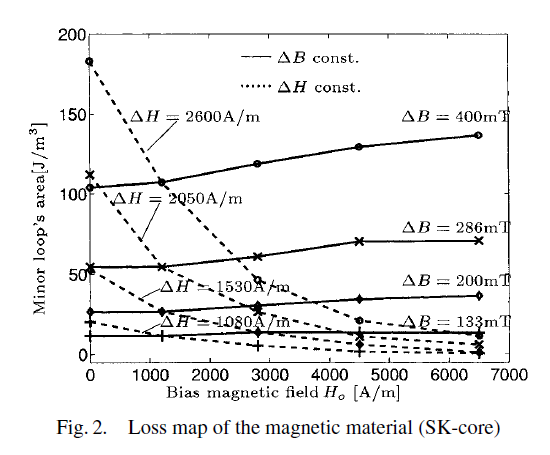 200
ΔB const.
ΔH const.
150
ΔH = 2600A/m
ΔB = 400mT
Minor loop's area[J/m³]
100
ΔH = 2050A/m
ΔB = 286mT
50
ΔH = 1530A/m
ΔB = 200mT
ΔH = 1080A/m
ΔB = 133mT
0
0 1000 2000 3000 4000 5000 6000 7000
Bias magnetic field Hₒ [A/m]
Fig. 2. Loss map of the magnetic material (SK-core)